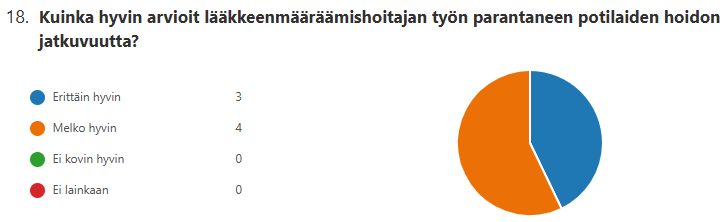 18. Kuinka hyvin arvioit lääkkeenmääräämishoitajan työn parantaneen potilaiden hoidon
jatkuvuutta?
Erittäin hyvin 3
Melko hyvin 4
Ei kovin hyvin 0
Ei lainkaan 0